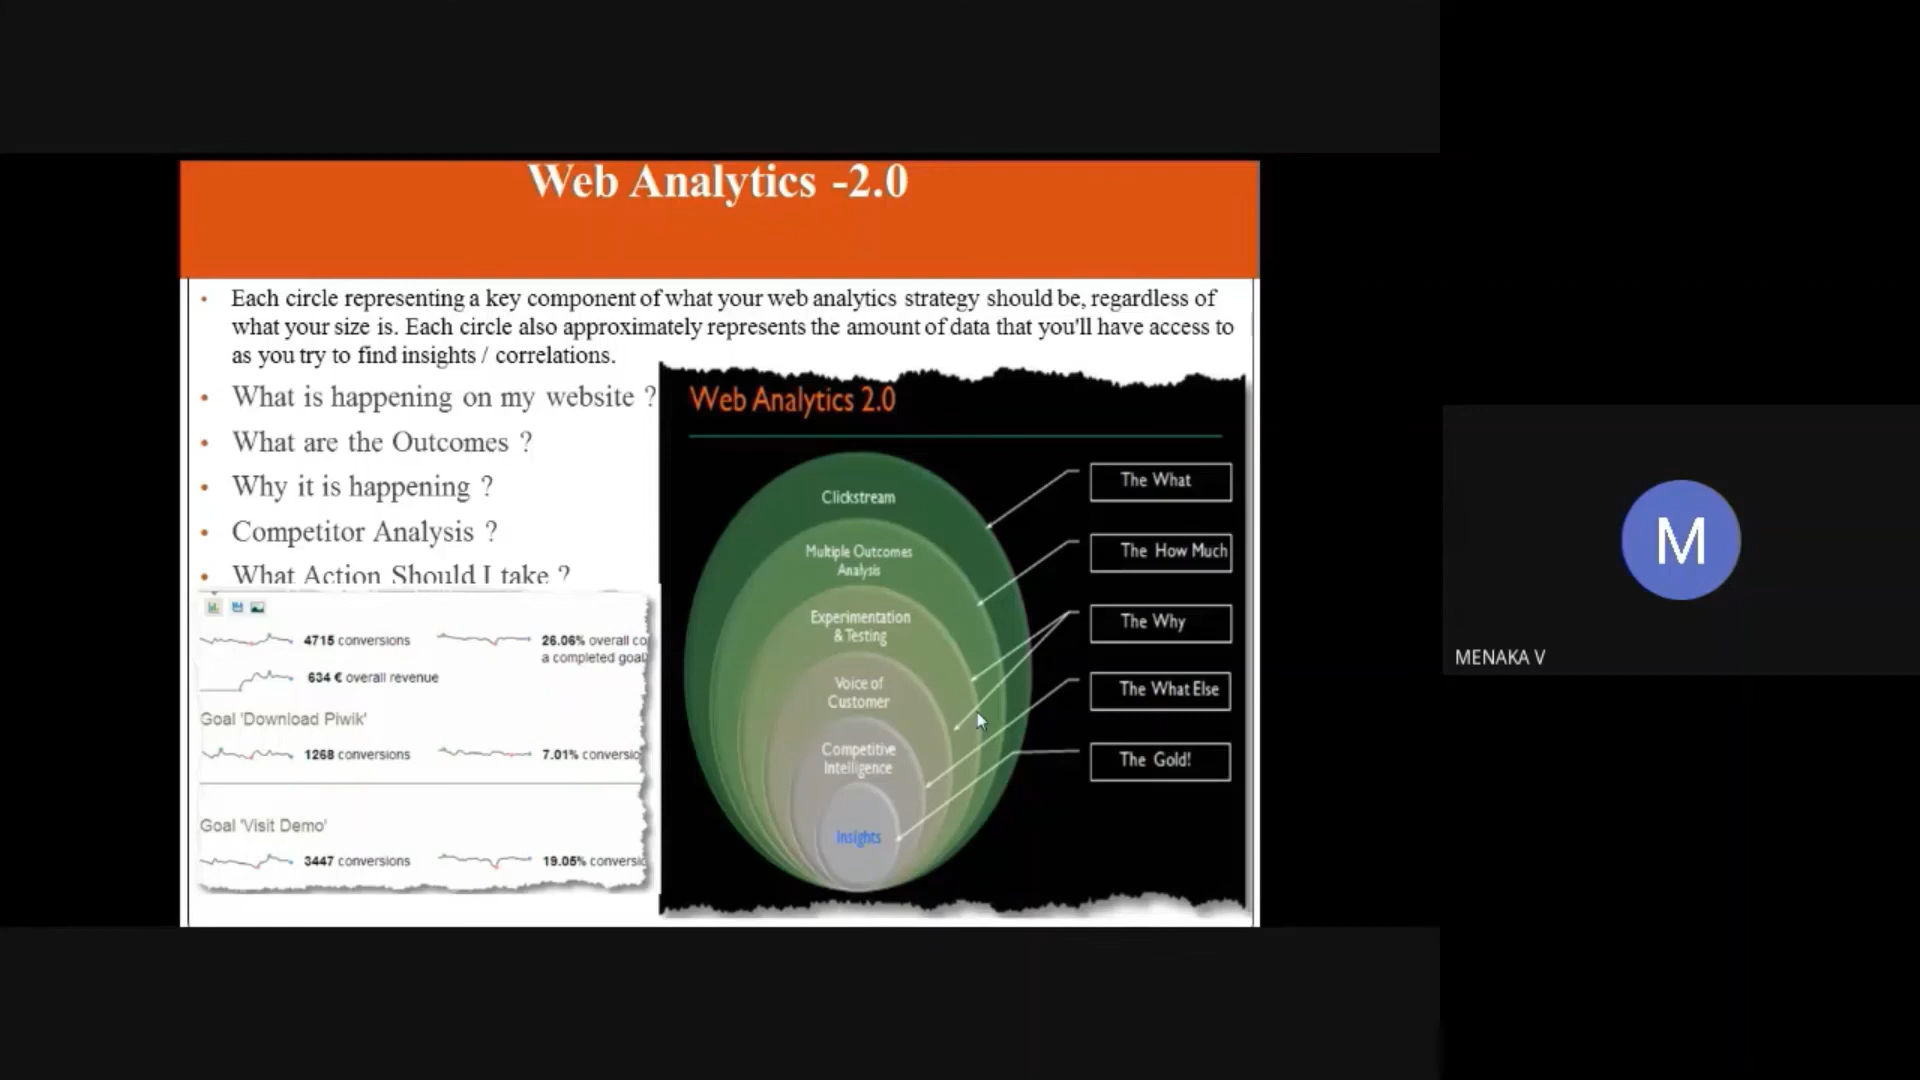 Web Analytics -2.0
• Each circle representing a key component of what your web analytics strategy should be, regardless of
what your size is. Each circle also approximately represents the amount of data that you'll have access to
as you try to find insights / correlations.
• What is happening on my website ?
• What are the Outcomes ?
• Why it is happening ?
• Competitor Analysis ?
• What Action Should I take ?
4715 conversions
26.06% overall co
a completed goal
634 € overall revenue
Goal 'Download Piwik'
1268 conversions
7.01% conversio
Goal 'Visit Demo'
3447 conversions
19.05% conversio
Web Analytics 2.0
Clickstream
Multiple Outcomes
Analysis
Experimentation
& Testing
Voice of
Customer
Competitive
Intelligence
Insights
The What
The How Much
The Why
The What Else
The Gold!
M
MENAKA V